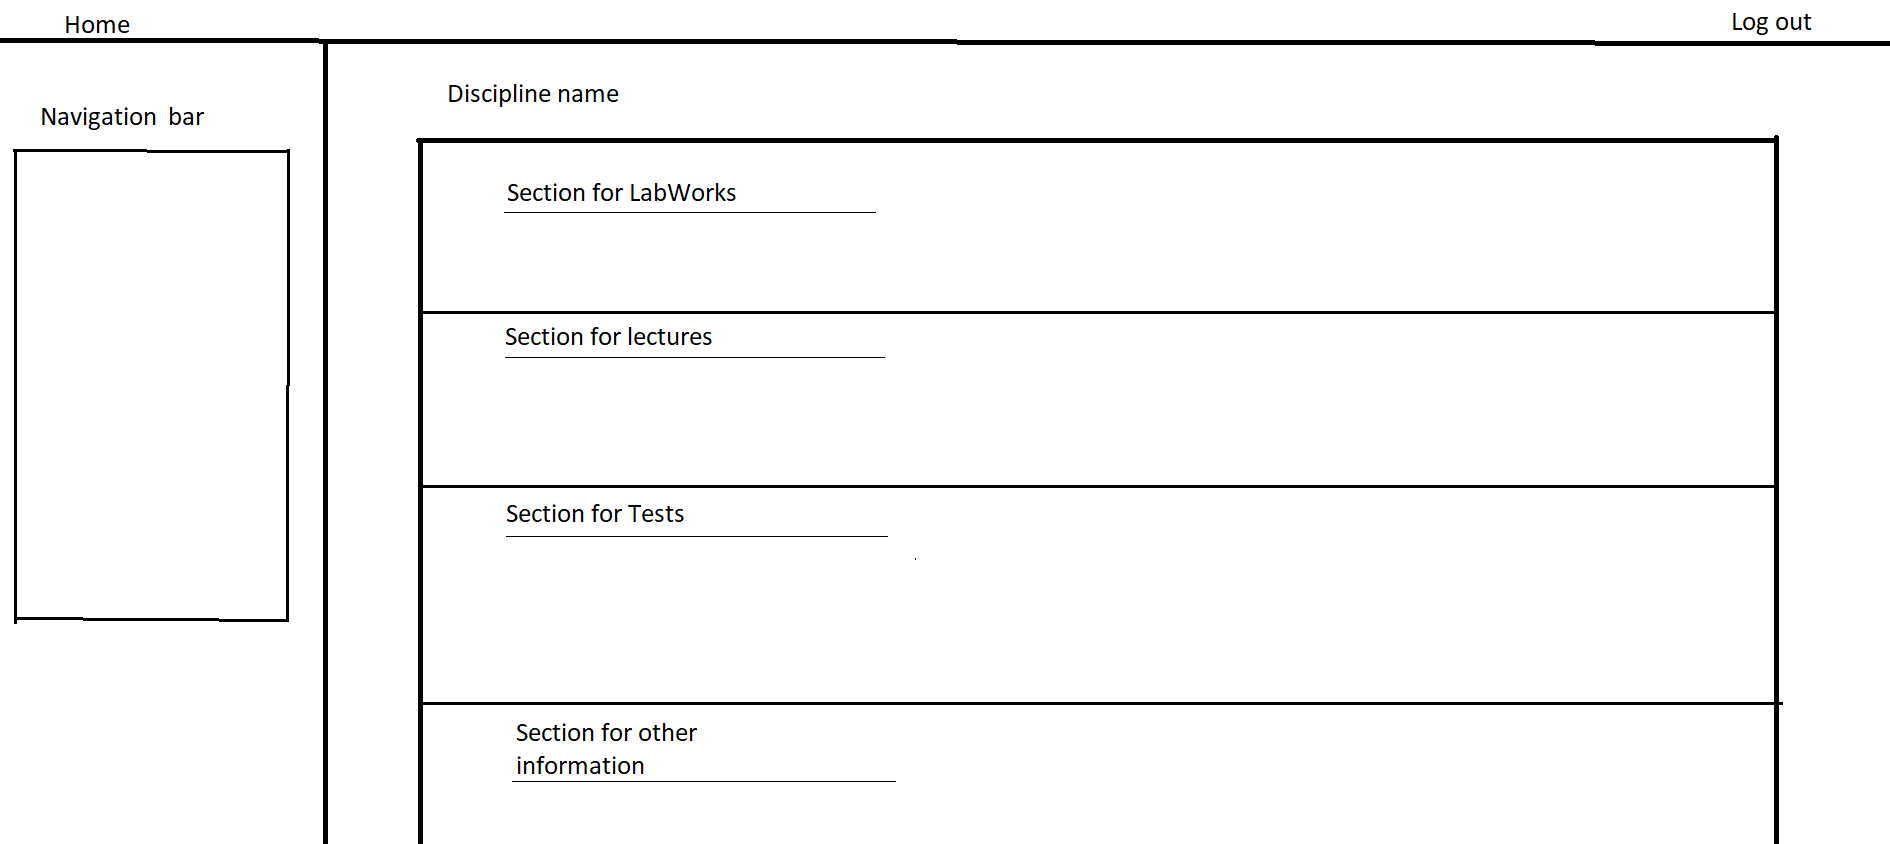 Home
Log out
Navigation  bar
Discipline name
Section for LabWorks
Section for lectures
Section for Tests
Section for other
information